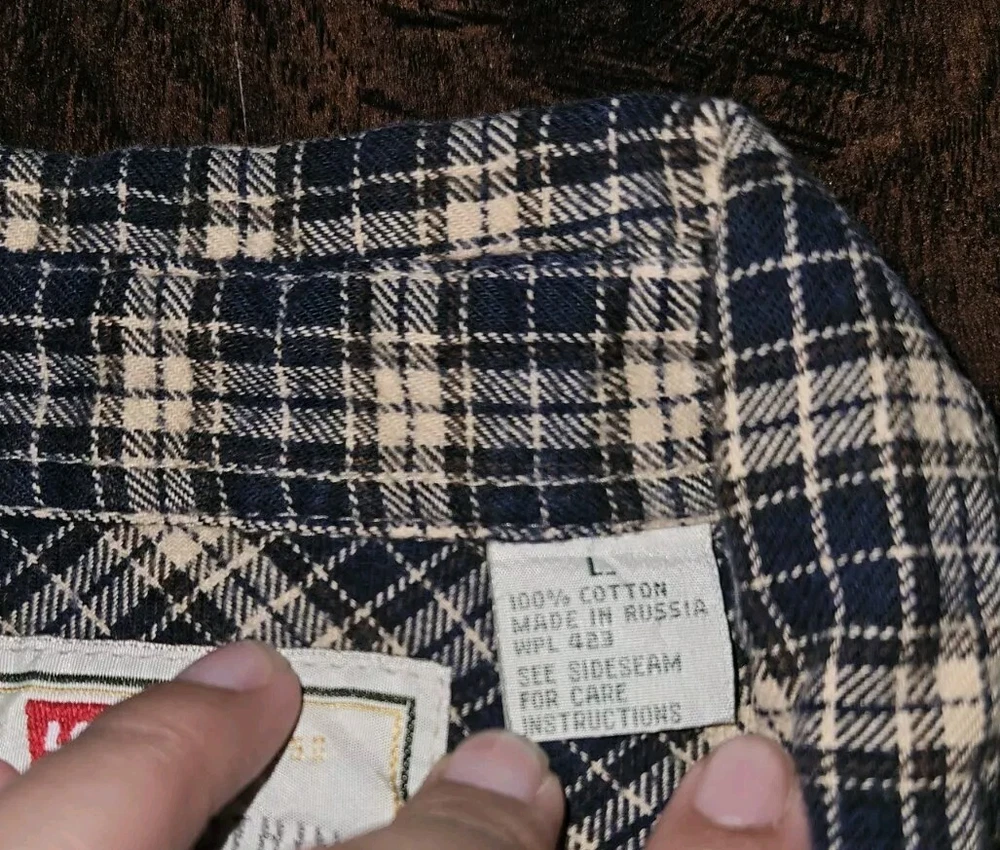 L
100% COTTON
MADE IN RUSSIA
WPL 423
SEE SIDESEAM
FOR CARE
INSTRUCTIONS